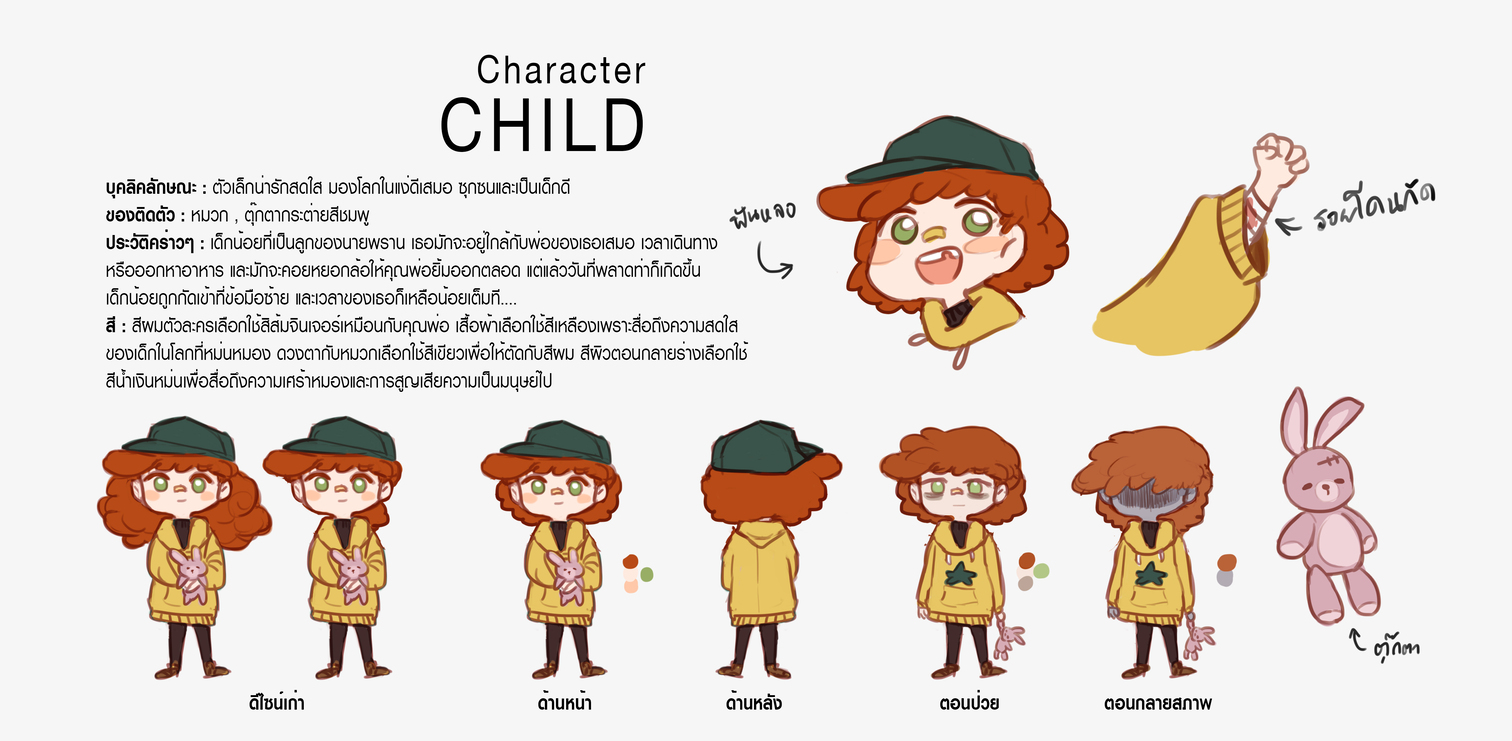 Character
CHILD
บุคลิคลักษณะ : ตัวเล็กน่ารักสดใส มองโลกในแง่ดีเสมอ ซุกซนและเป็นเด็กดี
ของติดตัว : หมวก , ตุ๊กตากระต่ายสีชมพู
ประวัติคร่าวๆ : เด็กน้อยที่เป็นลูกของนายพราน เธอมักจะอยู่ใกล้กับพ่อของเธอเสมอ เวลาเดินทาง
หรือออกหาอาหาร และมักจะคอยหยอกล้อให้คุณพ่อยิ้มออกตลอด แต่แล้ววันที่พลาดท่าก็เกิดขึ้น
เด็กน้อยถูกกัดเข้าที่ข้อมือซ้าย และเวลาของเธอก็เหลือน้อยเต็มที....
สี : สีผมตัวละครเลือกใช้สีส้มจินเจอร์เหมือนกับคุณพ่อ เสื้อผ้าเลือกใช้สีเหลืองเพราะสื่อถึงความสดใส
ของเด็กในโลกที่หม่นหมอง ดวงตากับหมวกเลือกใช้สีเขียวเพื่อให้ตัดกับสีผม สีผิวตอนกลายร่างเลือกใช้
สีน้ำเงินหม่นเพื่อสื่อถึงความเศร้าหมองและการสูญเสียความเป็นมนุษย์ไป
ฟันหลอ
รอยโดนกัด
ตุ๊กตา
ดีไซน์เก่า
ด้านหน้า
ด้านหลัง
ตอนป่วย
ตอนกลายสภาพ